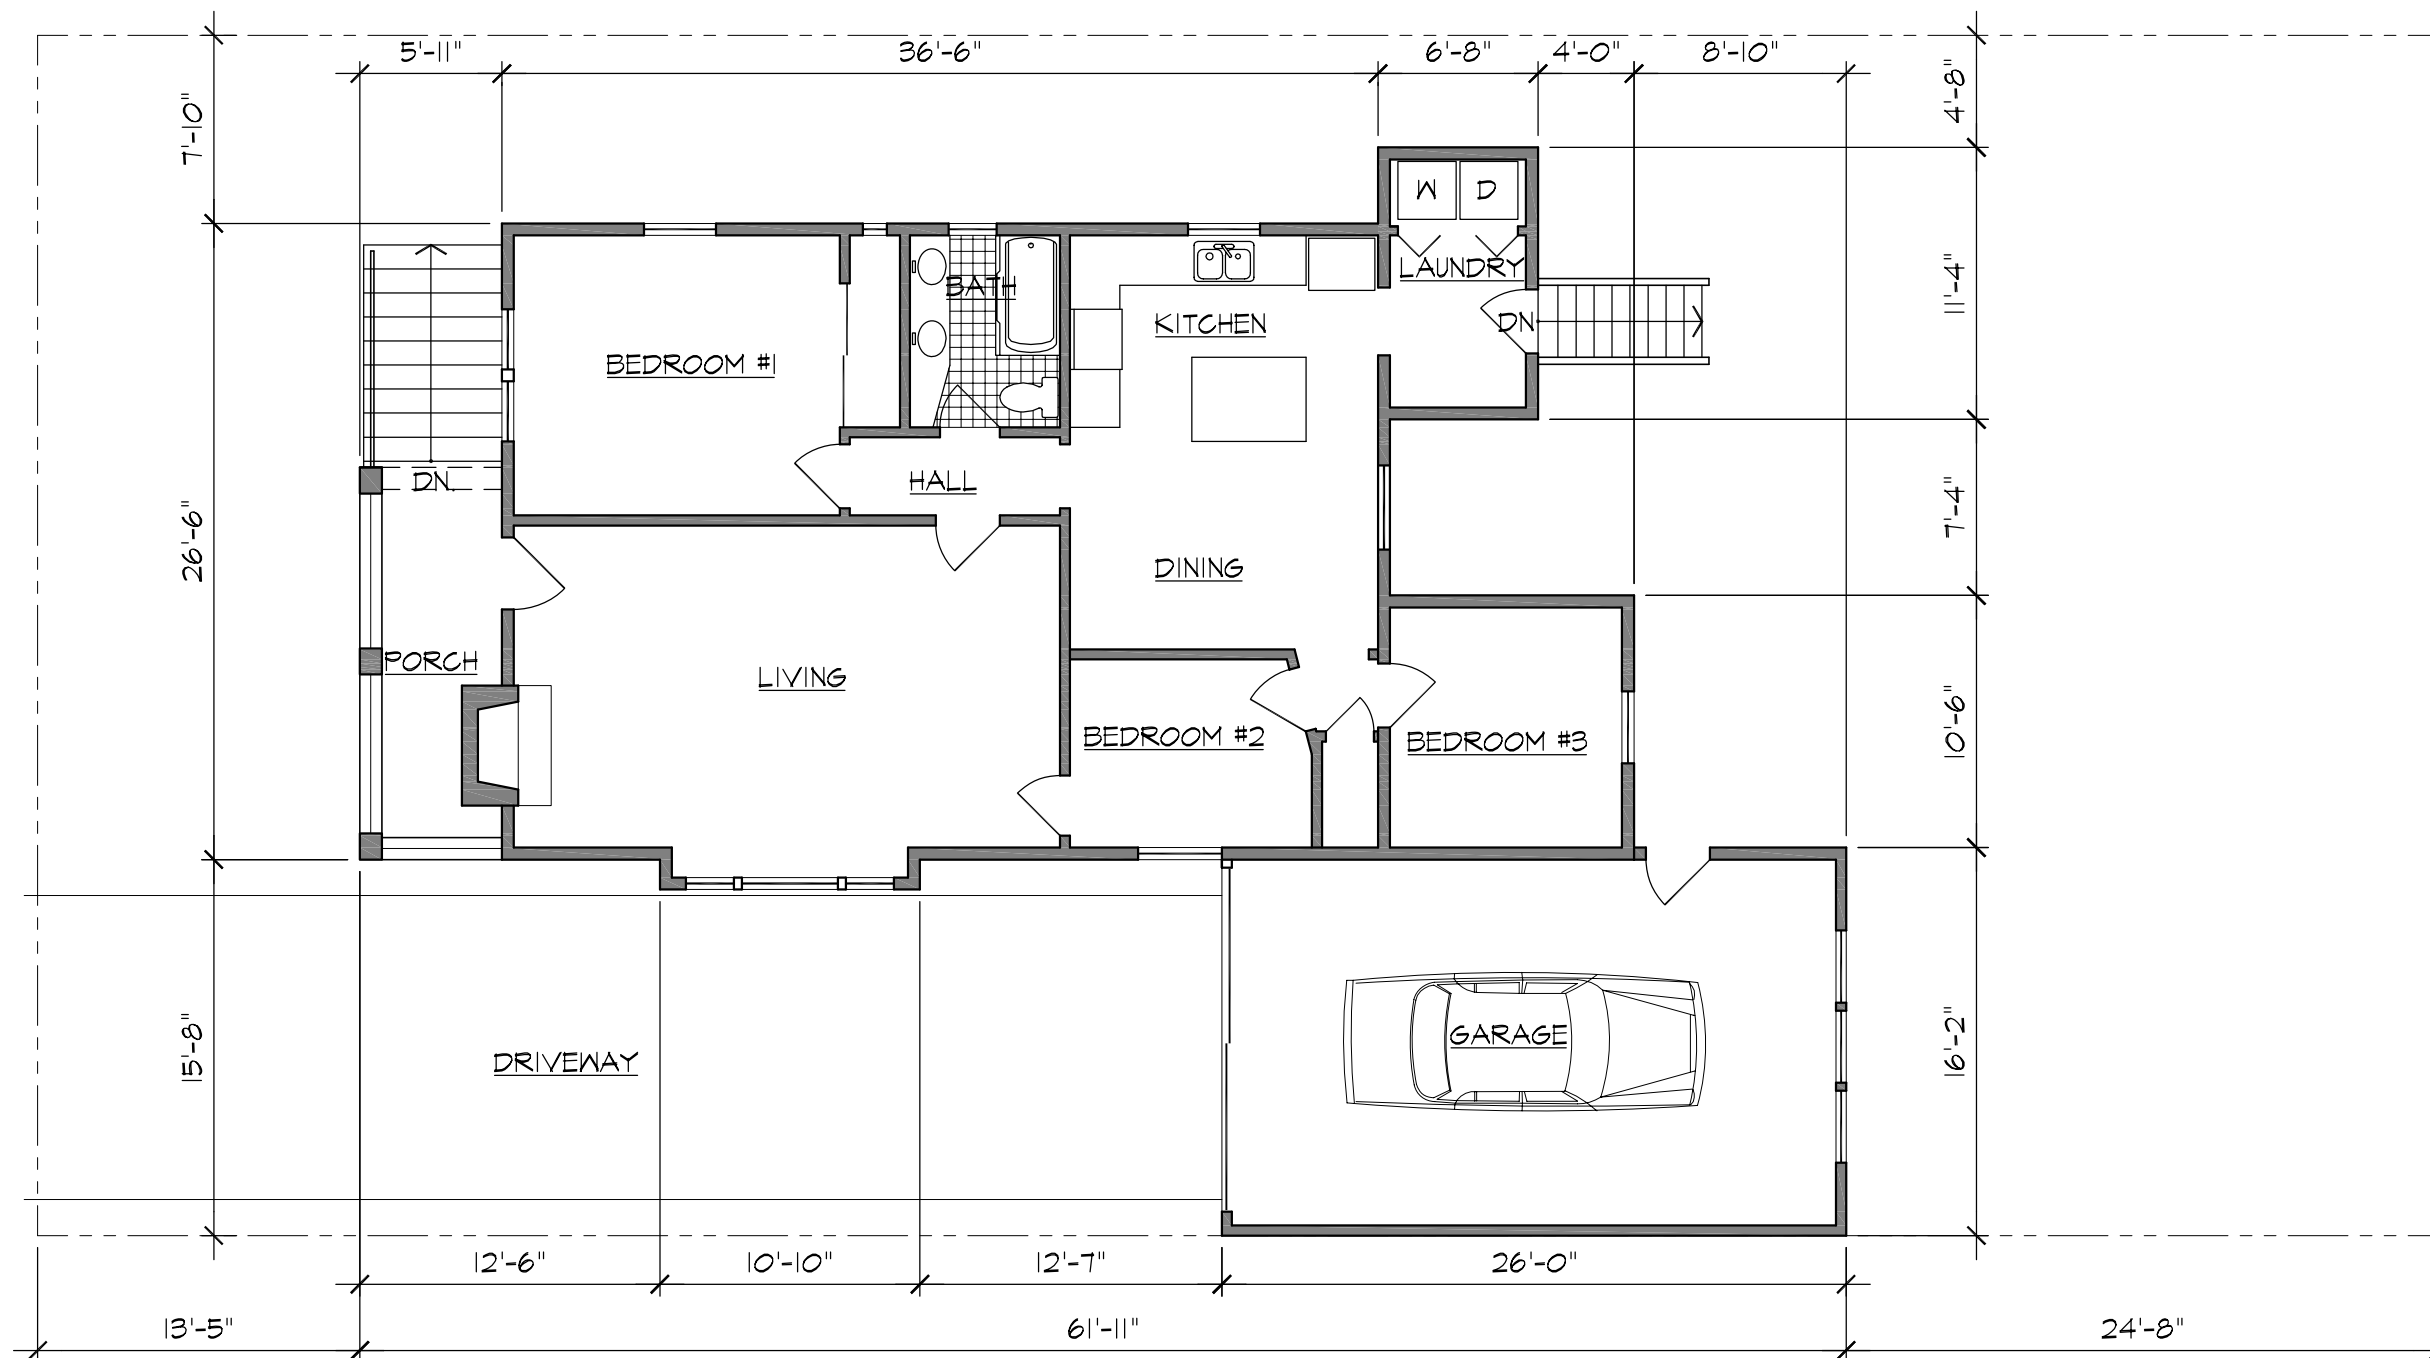 5'-11"
36'-6"
6'-8"
4'-0"
8'-10"
7'-10"
4'-8"
W
D
BATH
LAUNDRY
11'-4"
KITCHEN
DN
BEDROOM #1
DN.
HALL
26'-6"
7'-4"
DINING
PORCH
LIVING
BEDROOM #2
BEDROOM #3
10'-6"
15'-8"
DRIVEWAY
GARAGE
16'-2"
12'-6"
10'-10"
12'-7"
26'-0"
13'-5"
61'-11"
24'-8"